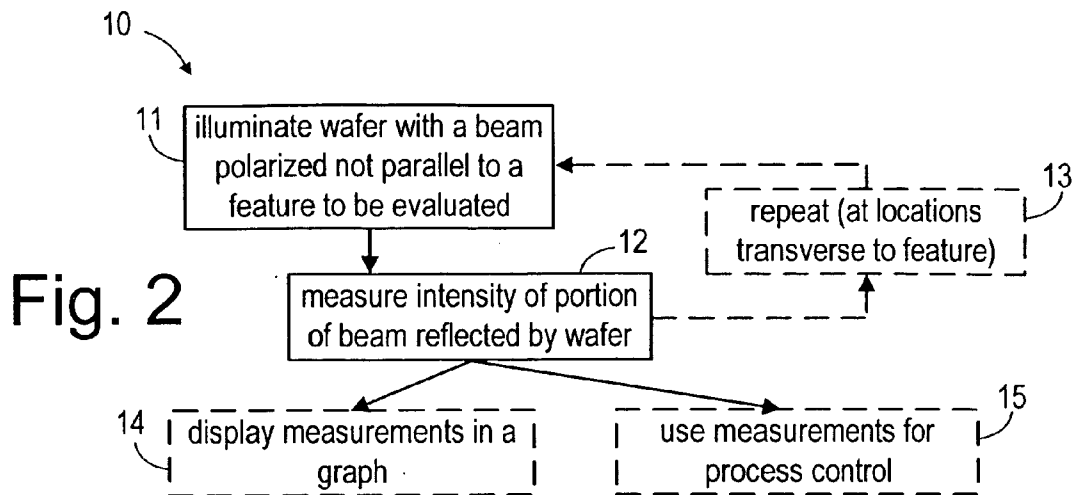 10
11
illuminate wafer with a beam
polarized not parallel to a
feature to be evaluated
13
repeat (at locations
transverse to feature)
12
measure intensity of portion
of beam reflected by wafer
Fig. 2
14
display measurements in a
graph
15
use measurements for
process control